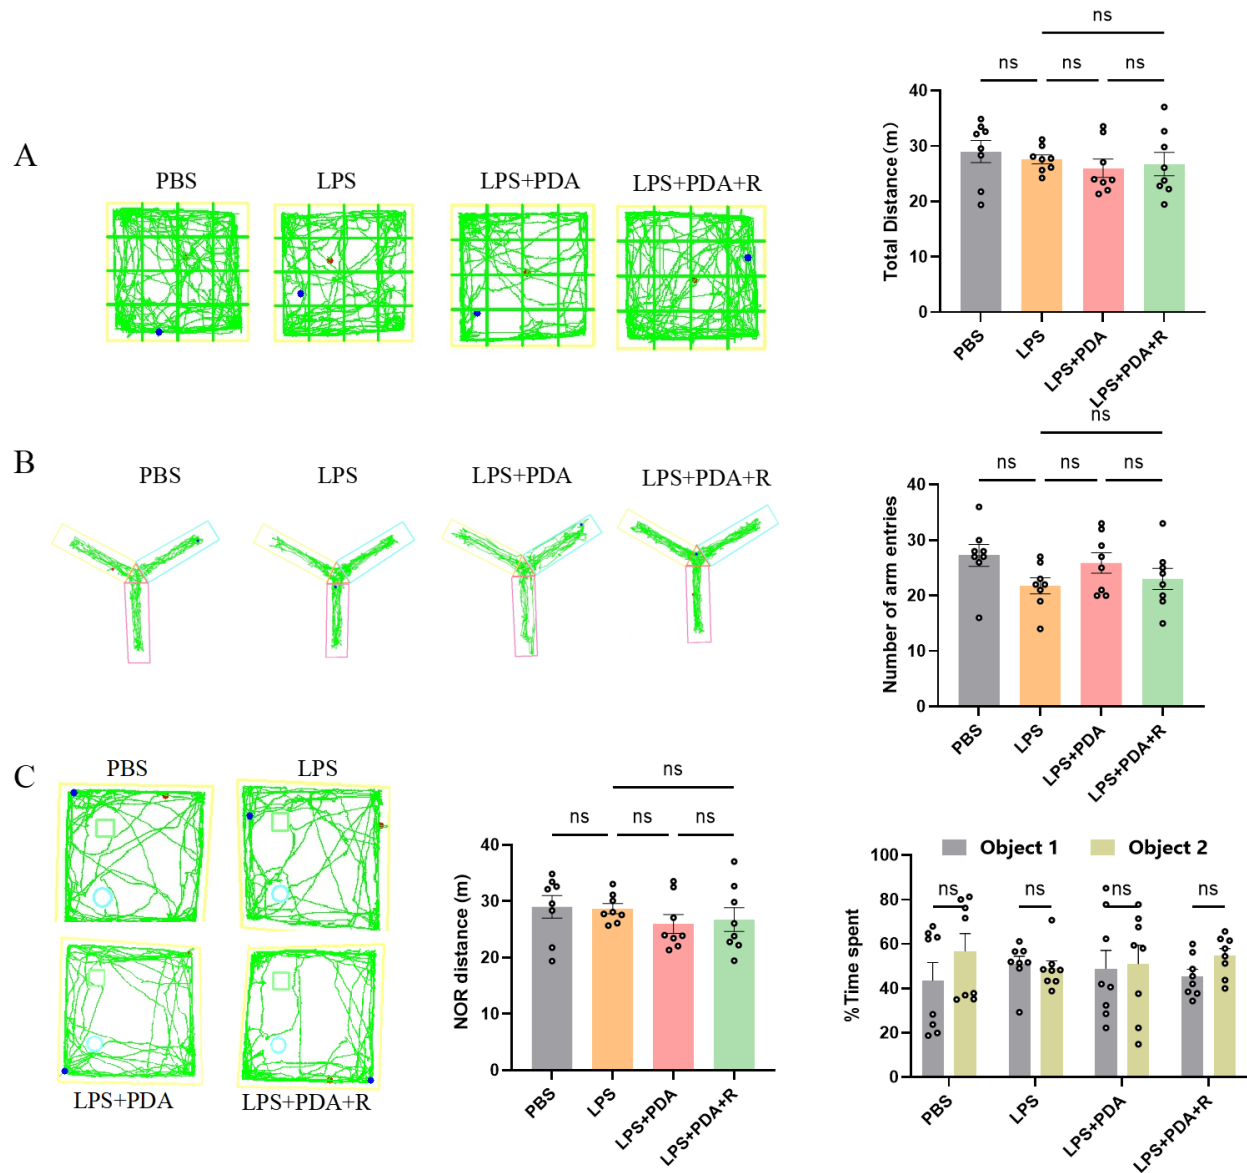 A
PBS
LPS
LPS+PDA
LPS+PDA+R
ns
ns
ns
ns
Total Distance (m)
40
30
20
10
0
PBS
LPS
LPS+PDA
LPS+PDA+R
B
PBS
LPS
LPS+PDA
LPS+PDA+R
ns
ns
ns
ns
Number of arm entries
40
30
20
10
0
PBS
LPS
LPS+PDA
LPS+PDA+R
C
PBS
LPS
LPS+PDA
LPS+PDA+R
ns
ns
ns
ns
NOR distance (m)
40
30
20
10
0
PBS
LPS
LPS+PDA
LPS+PDA+R
Object 1
Object 2
ns
ns
ns
ns
% Time spent
100
80
60
40
20
0
PBS
LPS
LPS+PDA
LPS+PDA+R